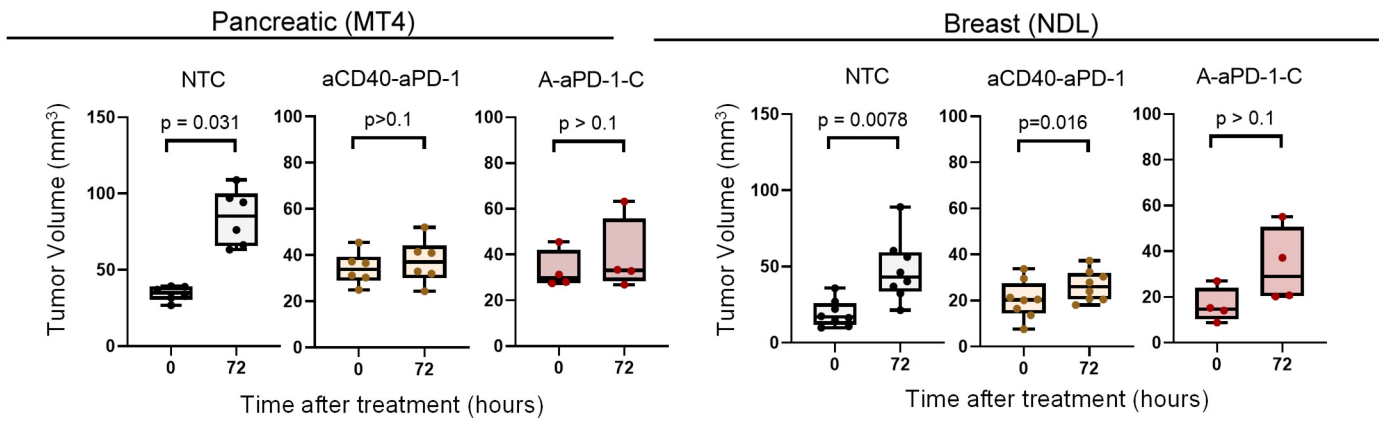 Pancreatic (MT4)
Breast (NDL)
NTC
aCD40-aPD-1
A-aPD-1-C
NTC
aCD40-aPD-1
A-aPD-1-C
Tumor Volume (mm³)
150
100
50
0
p = 0.031
0 72
100
80
60
40
20
0
p>0.1
0 72
100
80
60
40
20
0
p > 0.1
0 72
Time after treatment (hours)
Tumor Volume (mm³)
150
100
50
0
p = 0.0078
0 72
100
80
60
40
20
0
p=0.016
0 72
100
80
60
40
20
0
p > 0.1
0 72
Time after treatment (hours)